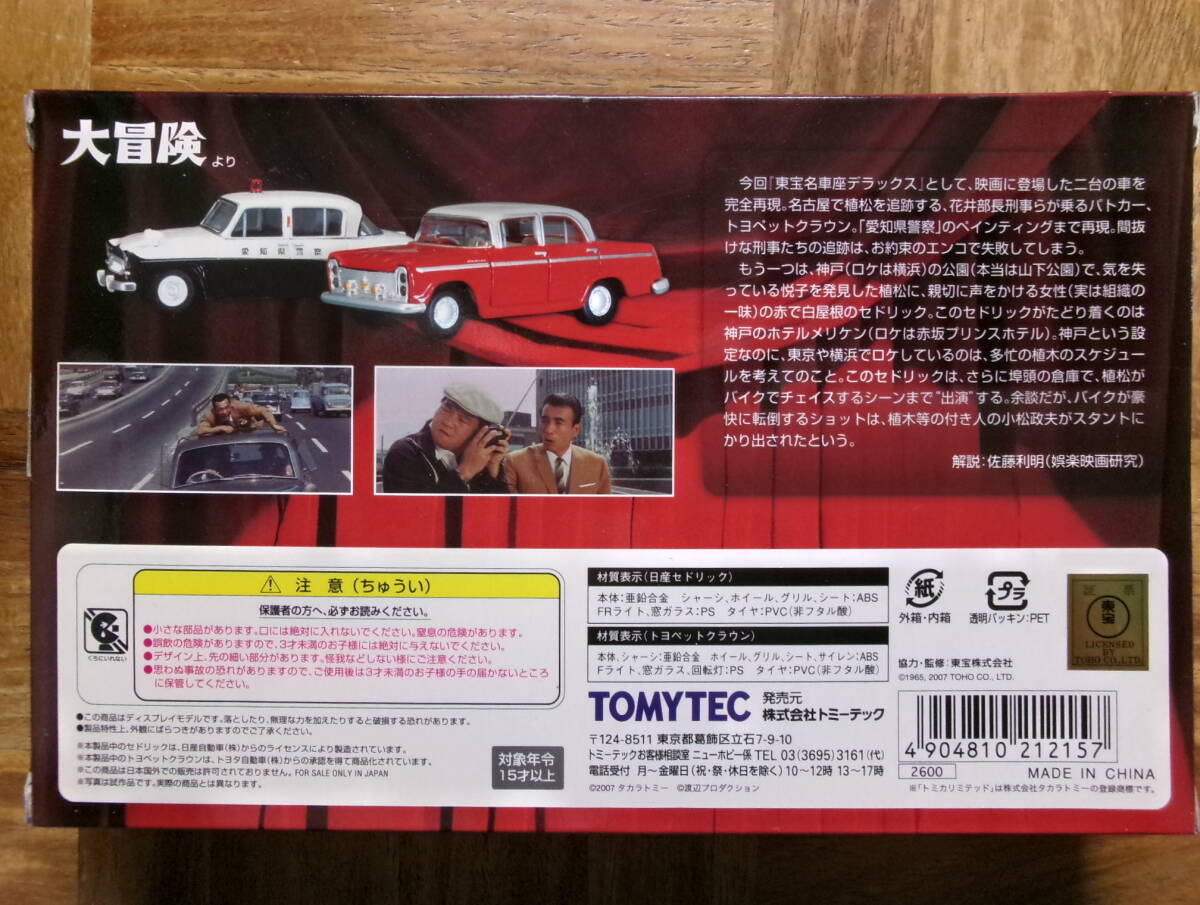 大冒険より
今回『東宝名車座デラックス』として、映画に登場した二台の車を
完全再現。名古屋で植松を追跡する、花井部長刑事らが乗るパトカー、
トヨペットクラウン。「愛知県警察」のペインティングまで再現。間抜
けな刑事たちの追跡は、お約束のエンコで失敗してしまう。
もう一つは、神戸(ロケは横浜)の公園(本当は山下公園)で、気を失
っている悦子を発見した植松に、親切に声をかける女性(実は組織の
一味)の赤で白屋根のセドリック。このセドリックがたどり着くのは
神戸のホテルメリケン(ロケは赤坂プリンスホテル)。神戸という設
定なのに、東京や横浜でロケしているのは、多忙の植木のスケジュー
ルを考えてのこと。このセドリックは、さらに埠頭の倉庫で、植松が
バイクでチェイスするシーンまで"出演"する。余談だが、バイクが豪
快に転倒するショットは、植木等の付き人の小松政夫がスタントに
かり出されたという。
解説:佐藤利明(娯楽映画研究)
愛知県警察
くちにいれない
⚠ 注意(ちゅうい)
保護者の方へ、必ずお読みください。
●小さな部品があります。口には絶対に入れないでください。窒息の危険があります。
●誤飲の危険がありますので、3才未満のお子様には絶対に与えないでください。
●デザイン上、先の細い部分があります。怪我などしない様にご注意ください。
●思わぬ事故の恐れがありますので、ご使用後は3才未満のお子様の手の届かないところ
に保管してください。
●この商品はディスプレイモデルです。落としたり、無理な力を加えたりすると破損する恐れがあります。
●製品特性上、外観にばらつきがありますのでご了承ください。
※本製品中のセドリックは、日産自動車(株)からのライセンスにより製造されています。
※本製品中のトヨペットクラウンは、トヨタ自動車(株)からの承認を得て商品化されています。
※この商品は日本国外での販売は許可されておりません。FOR SALE ONLY IN JAPAN
※写真は試作品です。実際の商品とは異なります。
対象年令
15才以上
材質表示(日産セドリック)
本体:亜鉛合金 シャーシ、ホイール、グリル、シート:ABS
FRライト、窓ガラス:PS タイヤ:PVC(非フタル酸)
材質表示(トヨペットクラウン)
本体、シャーシ:亜鉛合金 ホイール、グリル、シート、サイレン:ABS
Fライト、窓ガラス、回転灯:PS タイヤ:PVC(非フタル酸)
TOMYTEC 発売元
株式会社トミーテック
〒124-8511 東京都葛飾区立石7-9-10
トミーテックお客様相談室 ニューホビー係 TEL 03(3695)3161(代)
電話受付 月~金曜日(祝・祭・休日を除く)10~12時 13~17時
©2007 タカラトミー ©渡辺プロダクション
紙
外箱・内箱
プラ
透明パッキン:PET
証票
東宝
LICENSED
BY
TOHO CO.,LTD.
協力・監修:東宝株式会社
©1965, 2007 TOHO CO., LTD.
4 904810 212157
2600
MADE IN CHINA
※「トミカリミテッド」は株式会社タカラトミーの登録商標です。